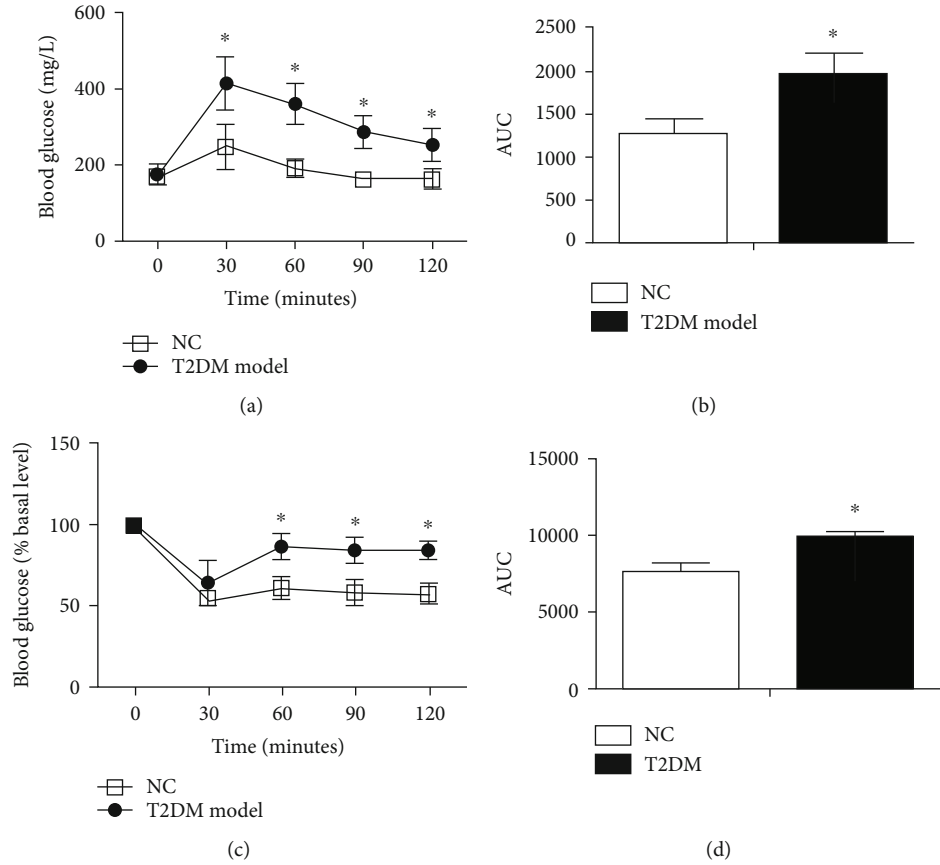 600
400
200
0
Blood glucose (mg/L)
* * * *
0 30 60 90 120
Time (minutes)
NC
T2DM model
(a)
2500
2000
1500
1000
500
0
AUC
*
NC
T2DM model
(b)
150
100
50
0
Blood glucose (% basal level)
* * *
0 30 60 90 120
Time (minutes)
NC
T2DM model
(c)
15000
10000
5000
0
AUC
*
NC
T2DM
(d)